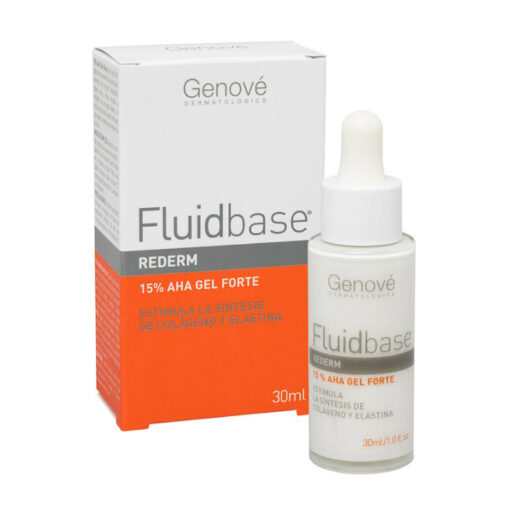 Genové
Genové
DERMATOLOGICS
Fluidbase®
REDERM
15% AHA GEL FORTE
ESTIMULA LA SÍNTESIS
DE COLÁGENO Y ELASTINA
30ml
Genové
DERMATOLOGICS
Fluidbase®
REDERM
15% AHA GEL FORTE
ESTIMULA
LA SÍNTESIS DE
COLÁGENO Y ELASTINA
30ml/1.0 fl.oz